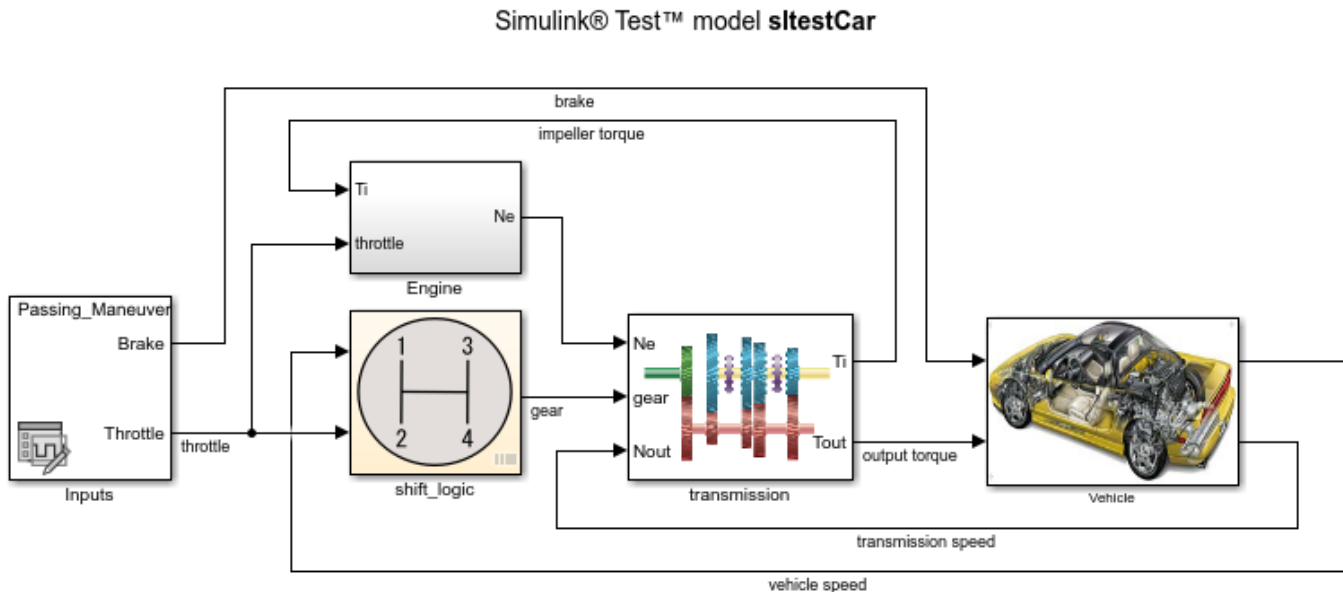 Simulink® Test™ model sltestCar
brake
impeller torque
Ti
Ne
throttle
Engine
Passing_Maneuver
Brake
Throttle
throttle
Inputs
1 3
2 4
shift_logic
gear
Ne
gear
Nout
Ti
Tout
transmission
output torque
Vehicle
transmission speed
vehicle speed